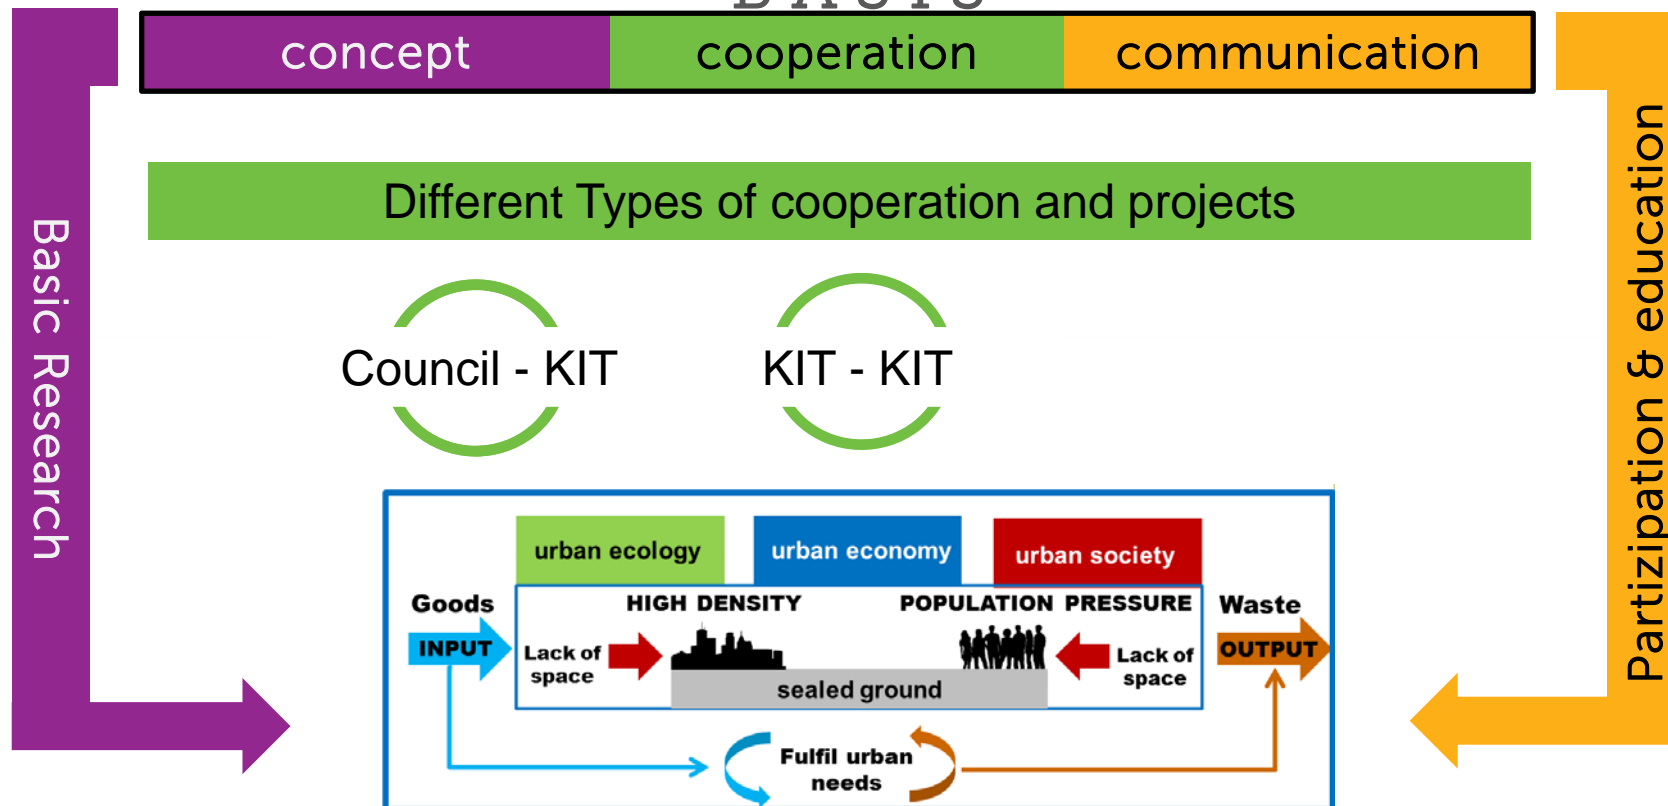 BASIS
concept cooperation communication
Different Types of cooperation and projects
Basic Research
Council - KIT
KIT - KIT
Partizipation & education
urban ecology
urban economy
urban society
Goods
HIGH DENSITY
POPULATION PRESSURE
Waste
INPUT
Lack of
space
Lack of
space
OUTPUT
sealed ground
Fulfil urban
needs